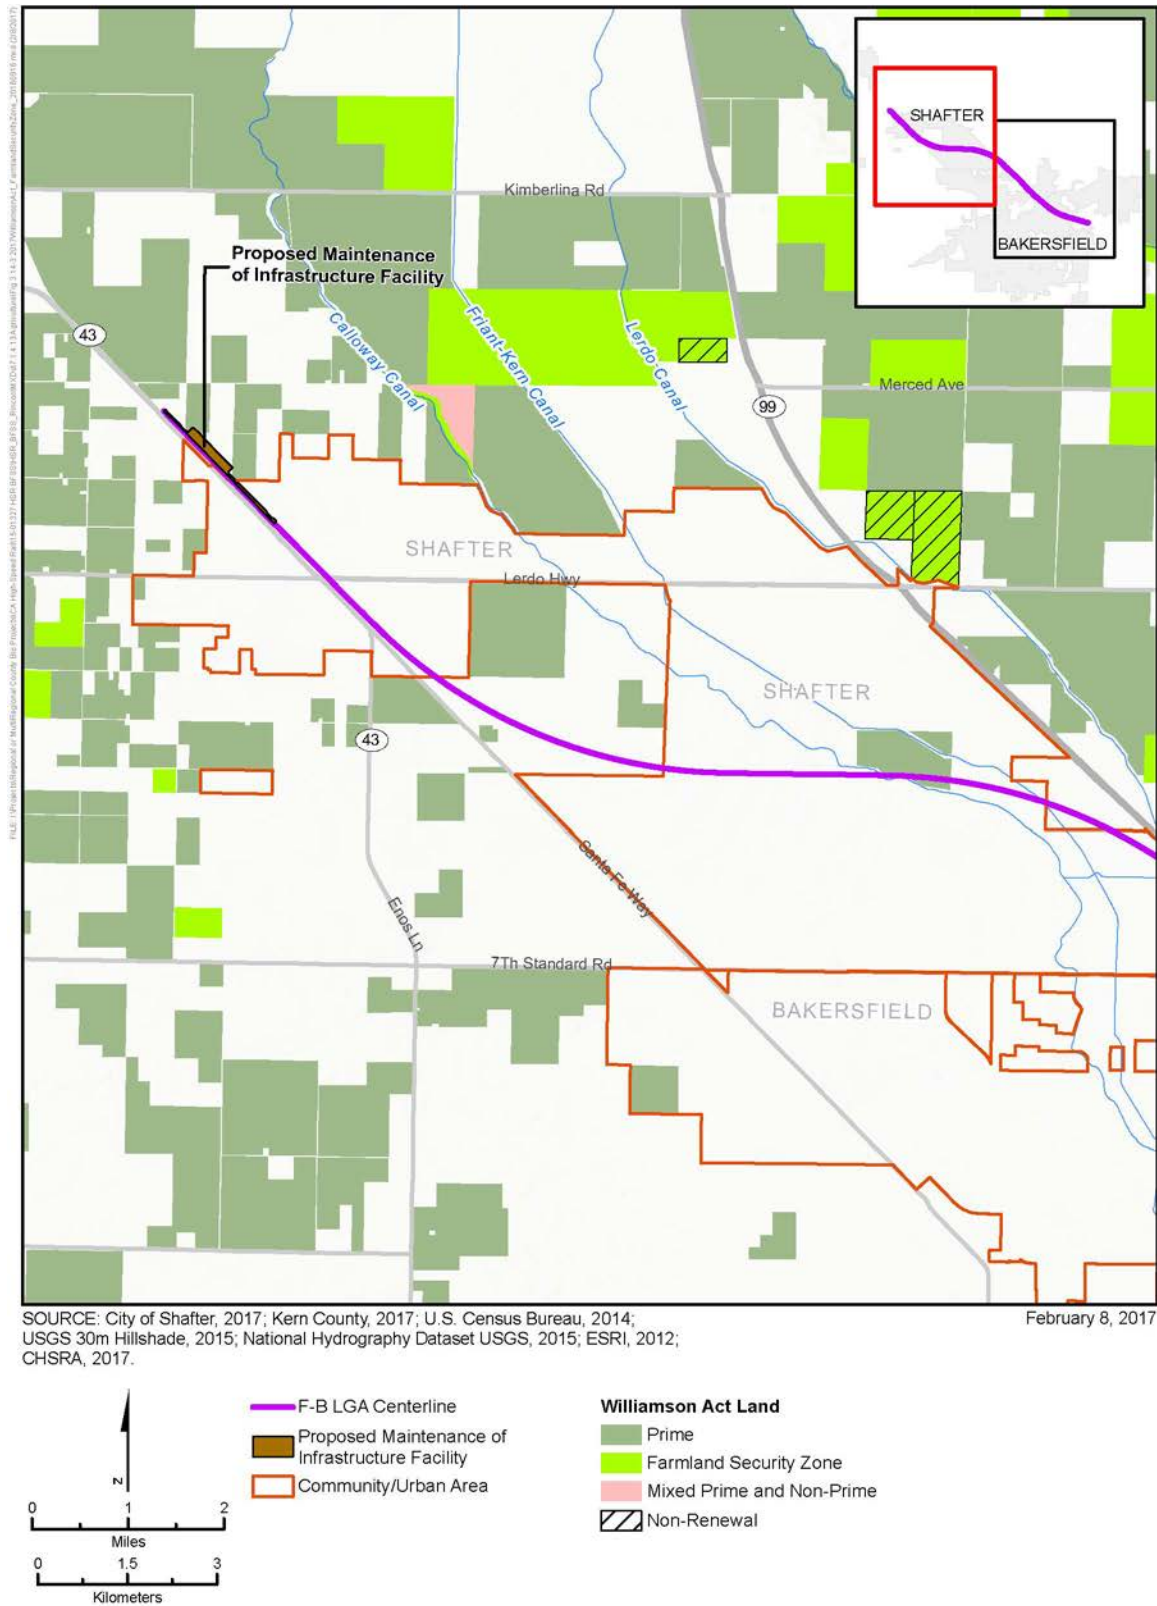 SHAFTER
BAKERSFIELD
Kimberlina Rd
Proposed Maintenance
of Infrastructure Facility
43
Calloway Canal
Friant-Kern Canal
Lerdo Canal
Merced Ave
99
SHAFTER
Lerdo Hwy
SHAFTER
43
Santa Fe Way
Enos Ln
7Th Standard Rd
BAKERSFIELD
SOURCE: City of Shafter, 2017; Kern County, 2017; U.S. Census Bureau, 2014;
USGS 30m Hillshade, 2015; National Hydrography Dataset USGS, 2015; ESRI, 2012;
CHSRA, 2017.
February 8, 2017
N
0 1 2
Miles
0 1.5 3
Kilometers
F-B LGA Centerline
Proposed Maintenance of
Infrastructure Facility
Community/Urban Area
Williamson Act Land
Prime
Farmland Security Zone
Mixed Prime and Non-Prime
Non-Renewal